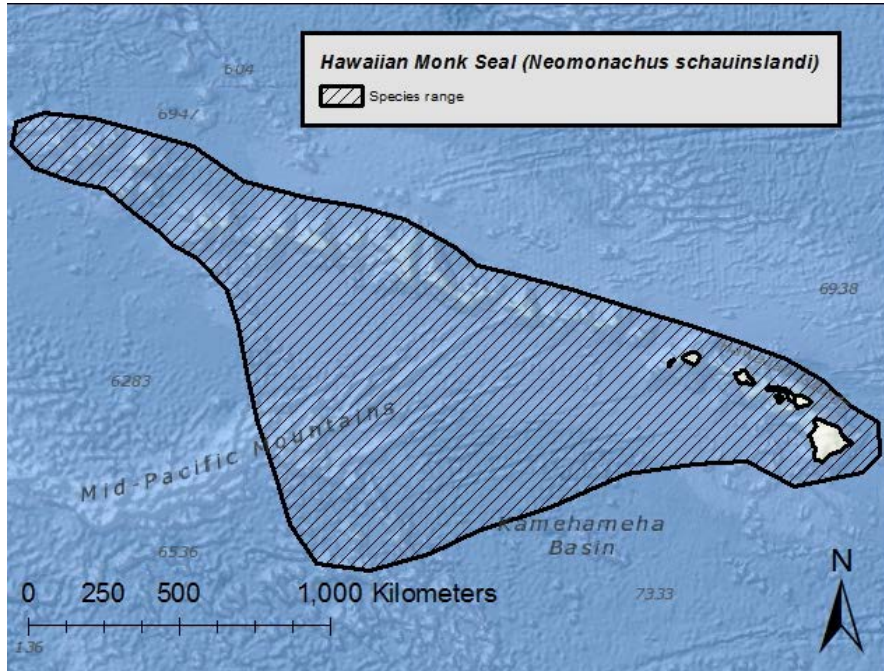 Hawaiian Monk Seal (Neomonachus schauinslandi)
Species range
604
6947
6938
6283
Mid-Pacific Mountains
Kamehameha
Basin
6536
7333
N
0 250 500 1,000 Kilometers
136